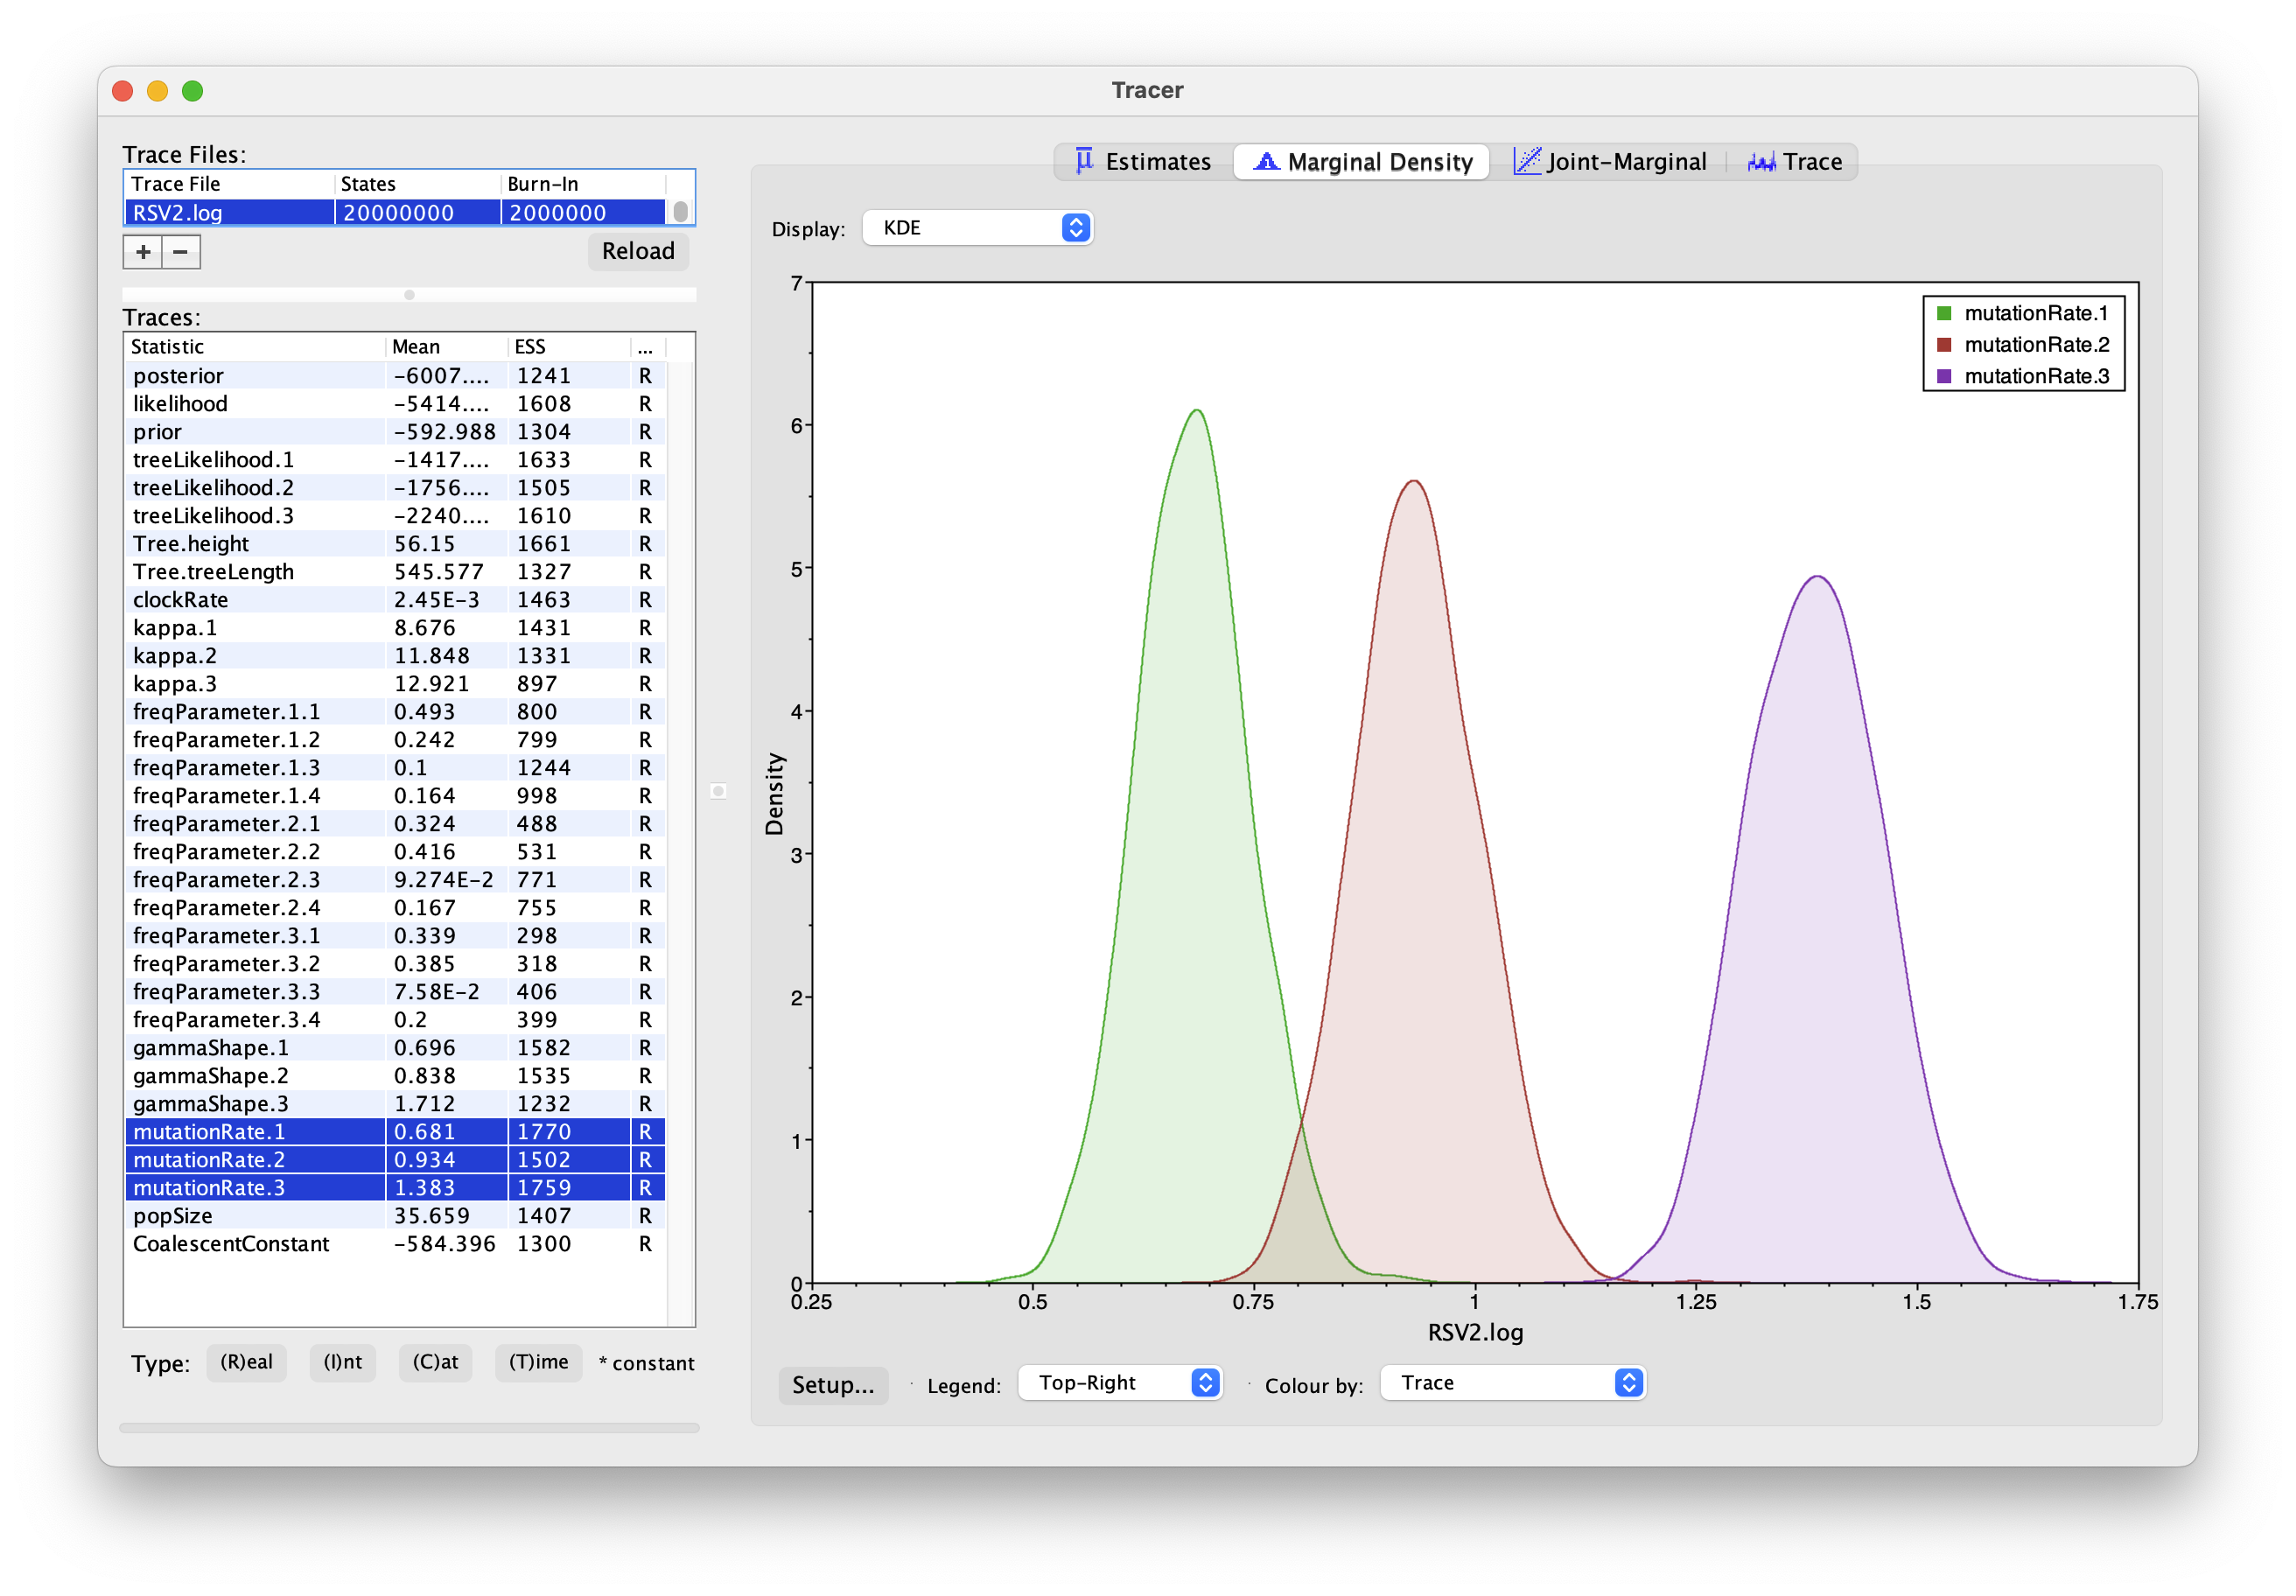 Tracer
Trace Files:
Trace File States Burn-In
RSV2.log 20000000 2000000
+ −
Reload
Traces:
Statistic Mean ESS ...
posterior -6007.... 1241 R
likelihood -5414.... 1608 R
prior -592.988 1304 R
treeLikelihood.1 -1417.... 1633 R
treeLikelihood.2 -1756.... 1505 R
treeLikelihood.3 -2240.... 1610 R
Tree.height 56.15 1661 R
Tree.treeLength 545.577 1327 R
clockRate 2.45E-3 1463 R
kappa.1 8.676 1431 R
kappa.2 11.848 1331 R
kappa.3 12.921 897 R
freqParameter.1.1 0.493 800 R
freqParameter.1.2 0.242 799 R
freqParameter.1.3 0.1 1244 R
freqParameter.1.4 0.164 998 R
freqParameter.2.1 0.324 488 R
freqParameter.2.2 0.416 531 R
freqParameter.2.3 9.274E-2 771 R
freqParameter.2.4 0.167 755 R
freqParameter.3.1 0.339 298 R
freqParameter.3.2 0.385 318 R
freqParameter.3.3 7.58E-2 406 R
freqParameter.3.4 0.2 399 R
gammaShape.1 0.696 1582 R
gammaShape.2 0.838 1535 R
gammaShape.3 1.712 1232 R
mutationRate.1 0.681 1770 R
mutationRate.2 0.934 1502 R
mutationRate.3 1.383 1759 R
popSize 35.659 1407 R
CoalescentConstant -584.396 1300 R
Type: (R)eal (I)nt (C)at (T)ime * constant
μ Estimates Marginal Density Joint-Marginal Trace
Display: KDE
7
6
5
4
3
2
1
0
Density
mutationRate.1
mutationRate.2
mutationRate.3
0.25 0.5 0.75 1 1.25 1.5 1.75
RSV2.log
Setup... Legend: Top-Right Colour by: Trace